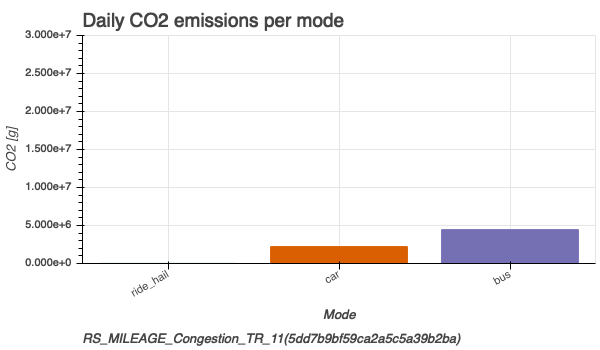 Daily CO2 emissions per mode
3.000e+7
2.500e+7
2.000e+7
1.500e+7
1.000e+7
5.000e+6
0.000e+0
CO2 [g]
ride_hail
car
bus
Mode
RS_MILEAGE_Congestion_TR_11(5dd7b9bf59ca2a5c5a39b2ba)